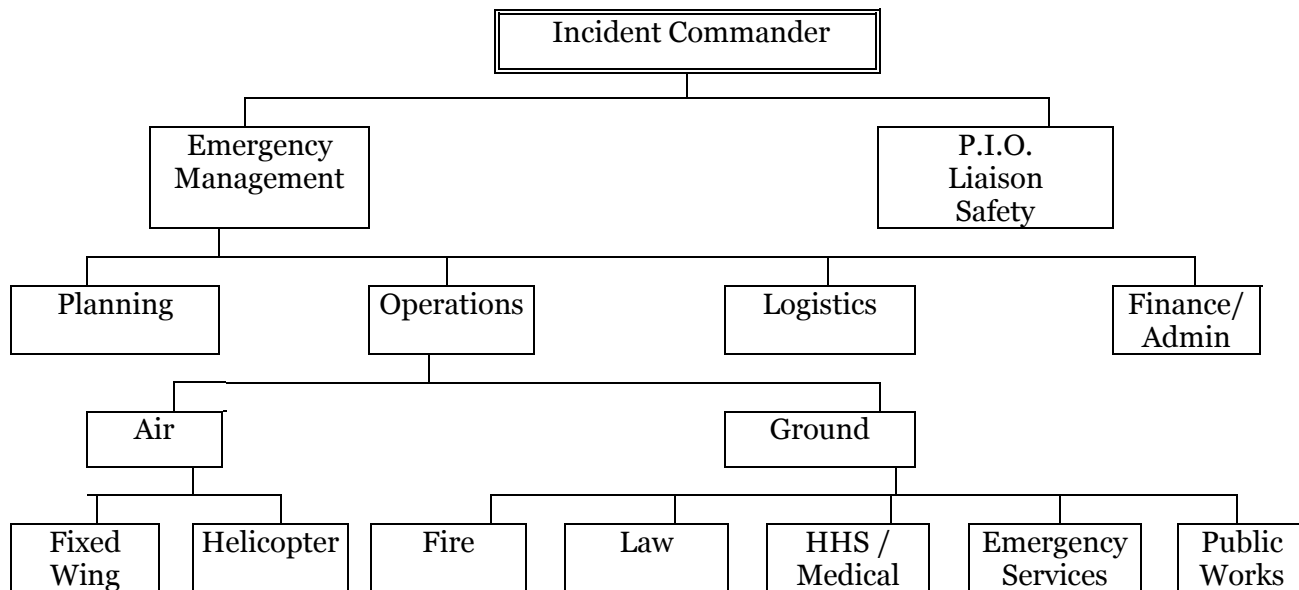 Incident Commander
Emergency
Management
P.I.O.
Liaison
Safety
Planning
Operations
Logistics
Finance/
Admin
Air
Ground
Fixed
Wing
Helicopter
Fire
Law
HHS /
Medical
Emergency
Services
Public
Works